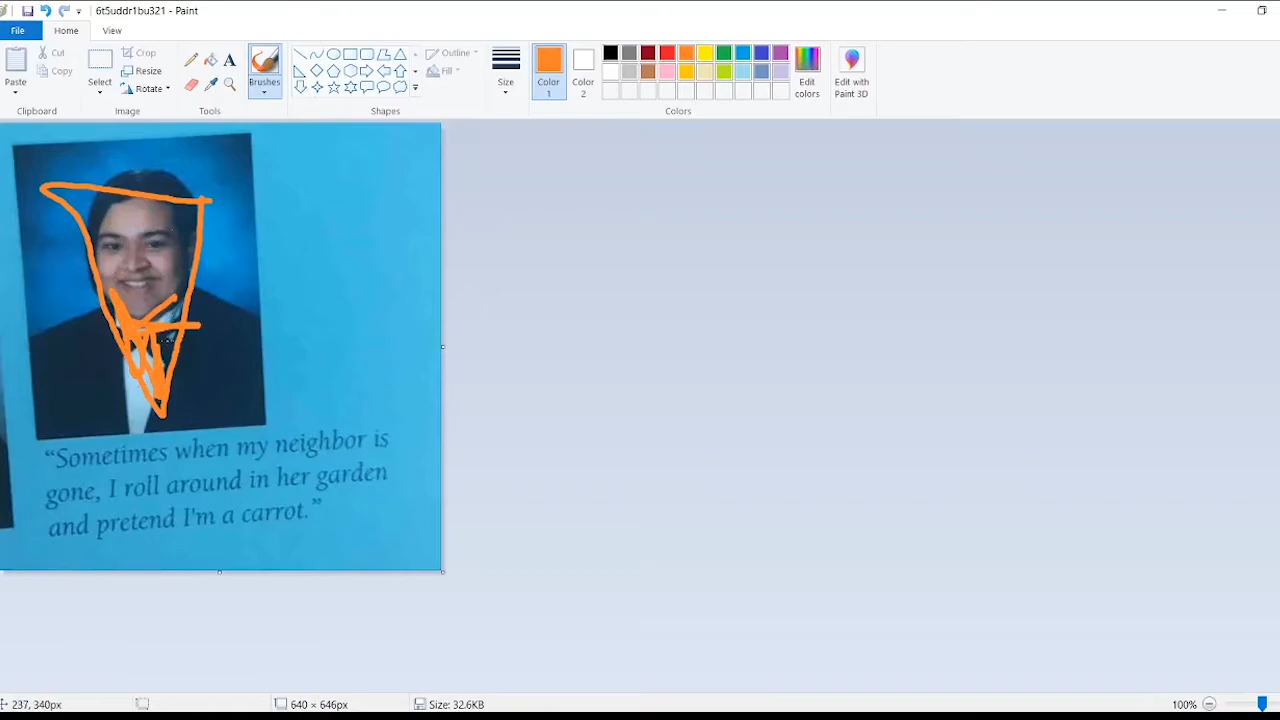 6t5uddr1bu321 - Paint
File
Home
View
Paste
Cut
Copy
Clipboard
Select
Crop
Resize
Rotate
Image
Tools
Brushes
Shapes
Outline
Fill
Size
Color
1
Color
2
Edit
colors
Edit with
Paint 3D
Colors
“Sometimes when my neighbor is
gone, I roll around in her garden
and pretend I'm a carrot.”
237, 340px
640 × 646px
Size: 32.6KB
100%